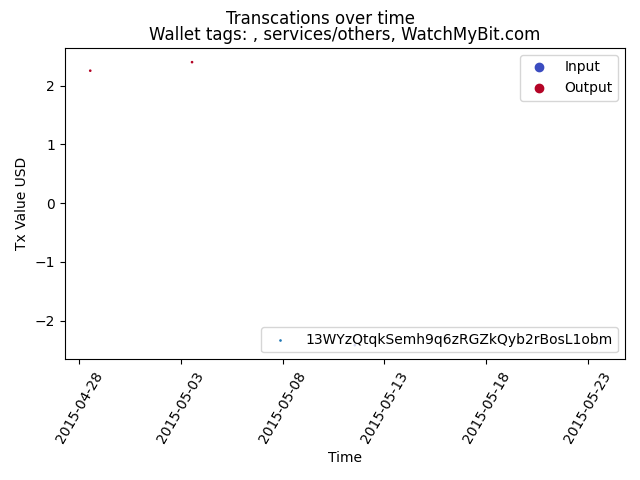 Transcations over time
Wallet tags: , services/others, WatchMyBit.com
Input
Output
Tx Value USD
2
1
0
−1
−2
13WYzQtqkSemh9q6zRGZkQyb2rBosL1obm
2015-04-28
2015-05-03
2015-05-08
2015-05-13
2015-05-18
2015-05-23
Time